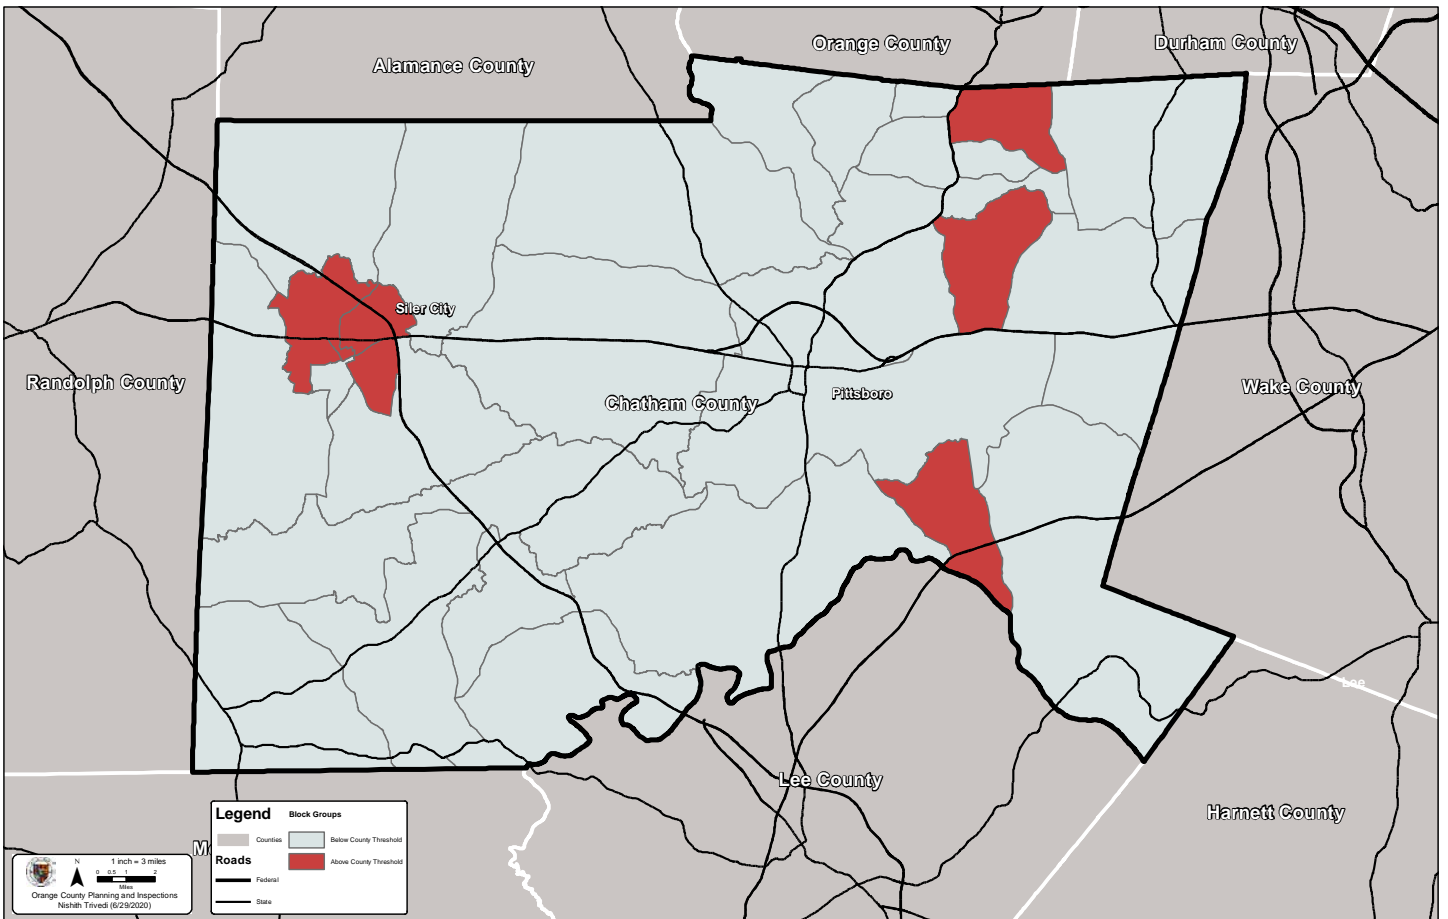 Orange County
Durham County
Alamance County
Siler City
Randolph County
Wake County
Pittsboro
Chatham County
Lee
Lee County
Harnett County
M
Legend
Block Groups
Counties
Below County Threshold
Roads
Above County Threshold
Federal
State
N
1 inch = 3 miles
0 0.5 1 2
Miles
Orange County Planning and Inspections
Nishith Trivedi (6/29/2020)